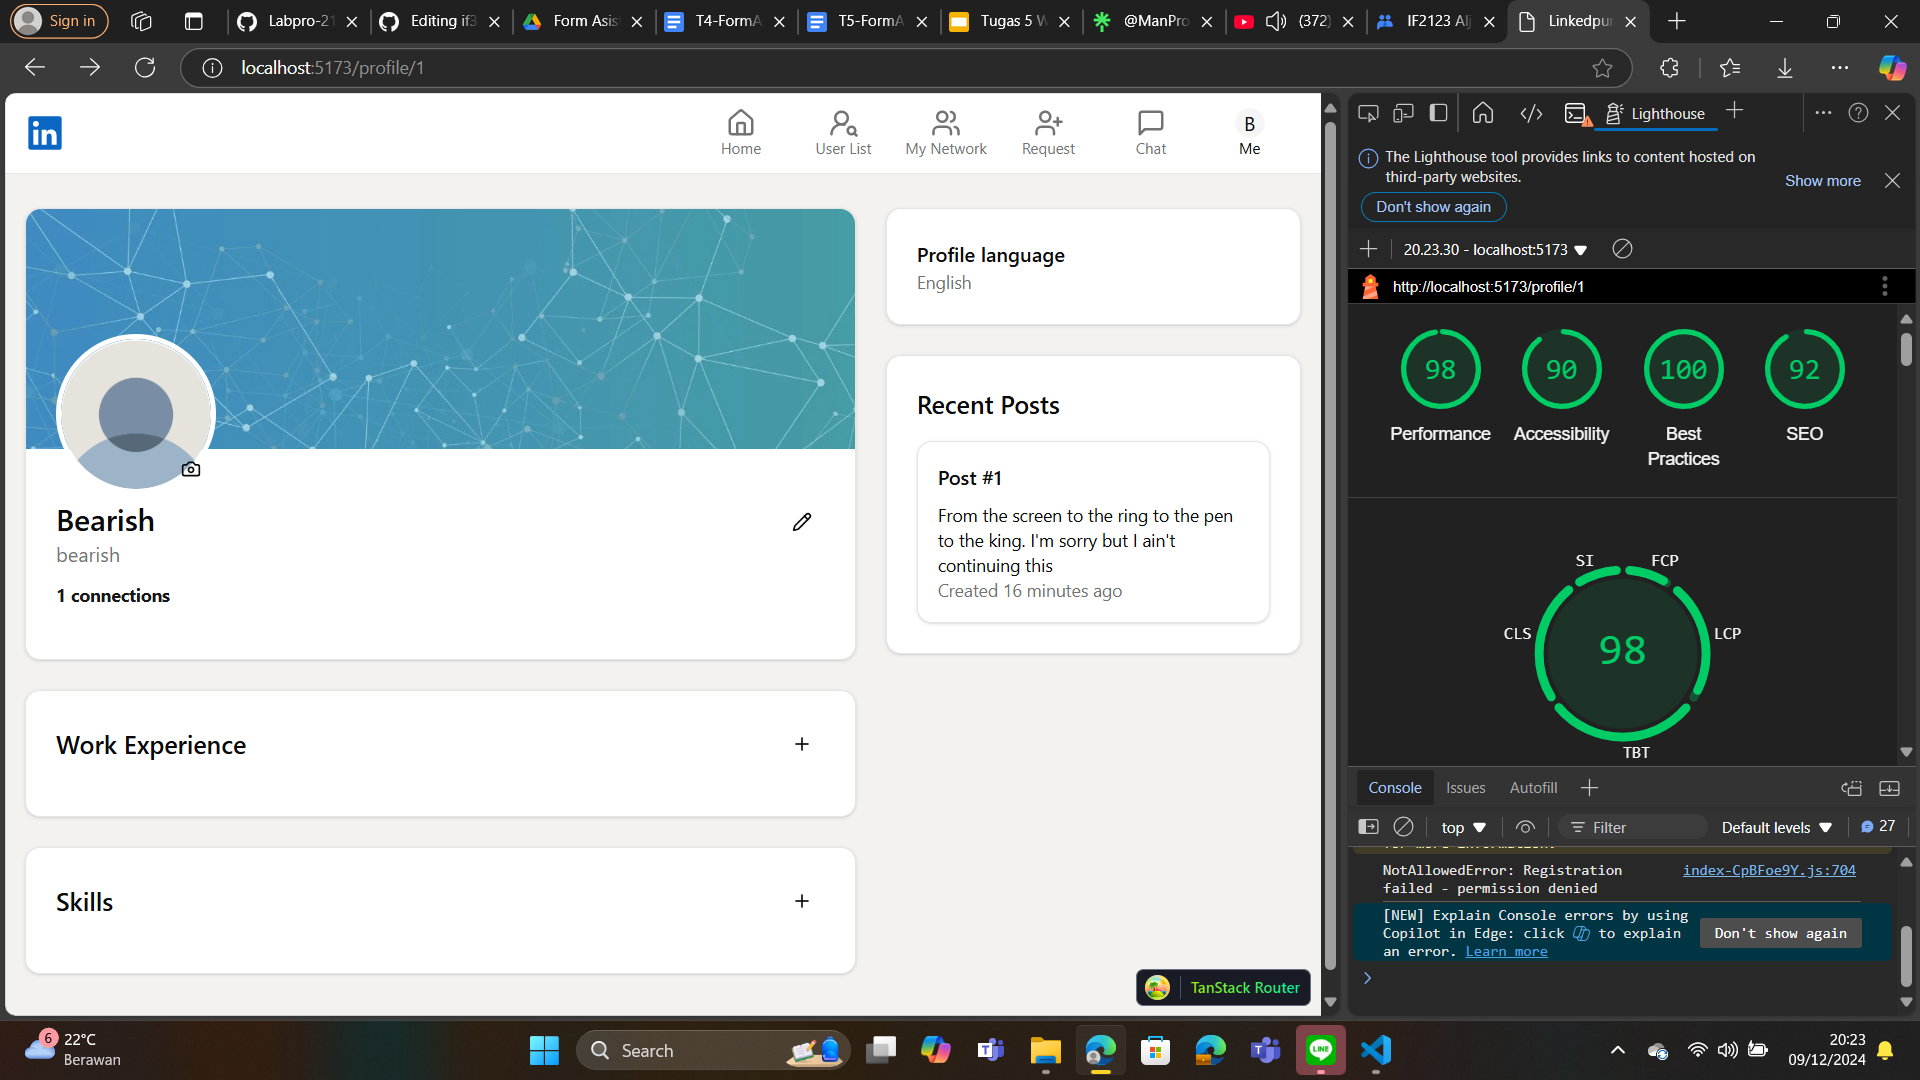 Sign in
Labpro-21
Editing if3
Form Asis
T4-FormA
T5-FormA
Tugas 5 W
@ManPro
(372)
IF2123 Alj
Linkedpur
localhost:5173/profile/1
in
Home
User List
My Network
Request
Chat
B
Me
Bearish
bearish
1 connections
Work Experience
Skills
Profile language
English
Recent Posts
Post #1
From the screen to the ring to the pen
to the king. I'm sorry but I ain't
continuing this
Created 16 minutes ago
TanStack Router
Lighthouse
The Lighthouse tool provides links to content hosted on
third-party websites.
Show more
Don't show again
20.23.30 - localhost:5173
http://localhost:5173/profile/1
98
90
100
92
Performance
Accessibility
Best
Practices
SEO
SI
FCP
CLS
LCP
98
TBT
Console
Issues
Autofill
top
Filter
Default levels
27
for more information.
NotAllowedError: Registration
failed - permission denied
index-CpBFoe9Y.js:704
[NEW] Explain Console errors by using
Copilot in Edge: click
to explain
an error. Learn more
Don't show again
6
22°C
Berawan
Search
LINE
20:23
09/12/2024